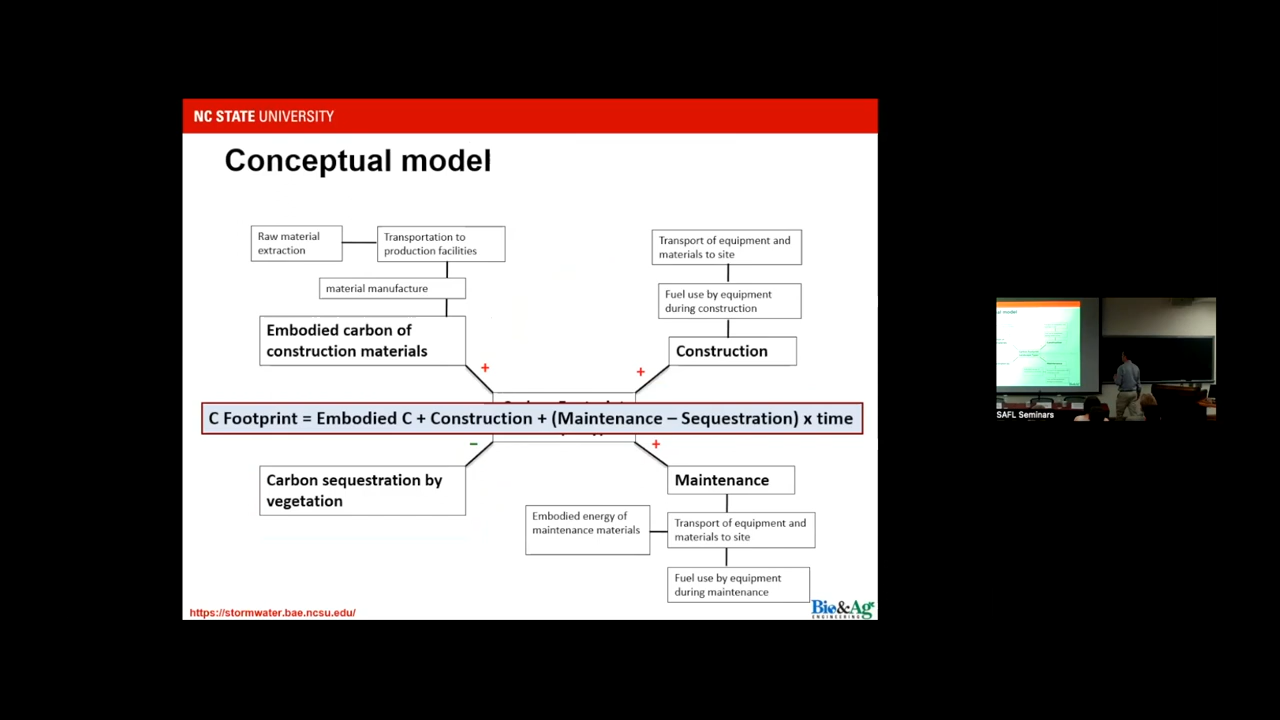 NC STATE UNIVERSITY
Conceptual model
Raw material
extraction
Transportation to
production facilities
material manufacture
Embodied carbon of
construction materials
Transport of equipment and
materials to site
Fuel use by equipment
during construction
Construction
+
+
C Footprint = Embodied C + Construction + (Maintenance – Sequestration) x time
–
+
Carbon sequestration by
vegetation
Maintenance
Embodied energy of
maintenance materials
Transport of equipment and
materials to site
Fuel use by equipment
during maintenance
https://stormwater.bae.ncsu.edu/
Bio&Ag
ENGINEERING
SAFL Seminars